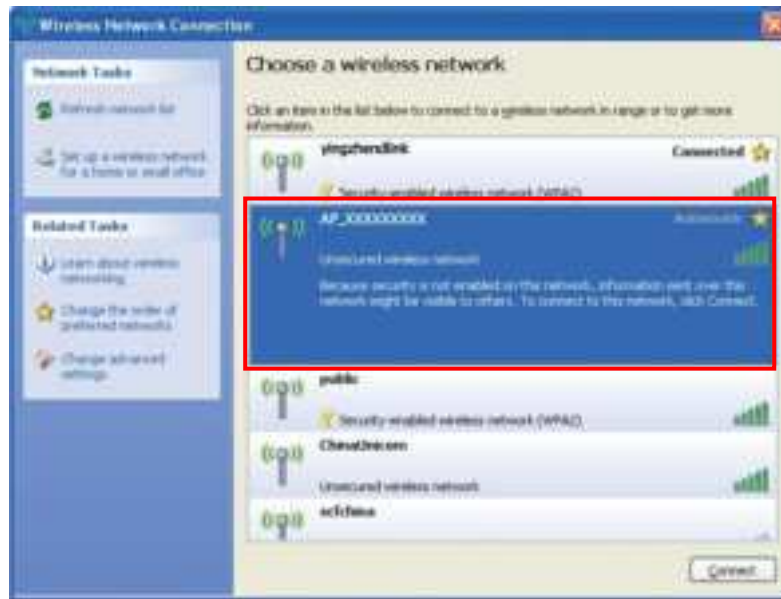 Wireless Network Connection
Network Tasks
Refresh network list
Set up a wireless network
for a home or small office
Related Tasks
Learn about wireless
networking
Change the order of
preferred networks
Change advanced
settings
Choose a wireless network
Click an item in the list below to connect to a wireless network in range or to get more
information.
yingzhendlink
Connected
Security-enabled wireless network (WPA2)
AP_XXXXXXXXX
Automatic
Unsecured wireless network
Because security is not enabled on this network, information sent over this
network might be visible to others. To connect to this network, click Connect.
public
Security-enabled wireless network (WPA2)
ChinaUnicom
Unsecured wireless network
Connect